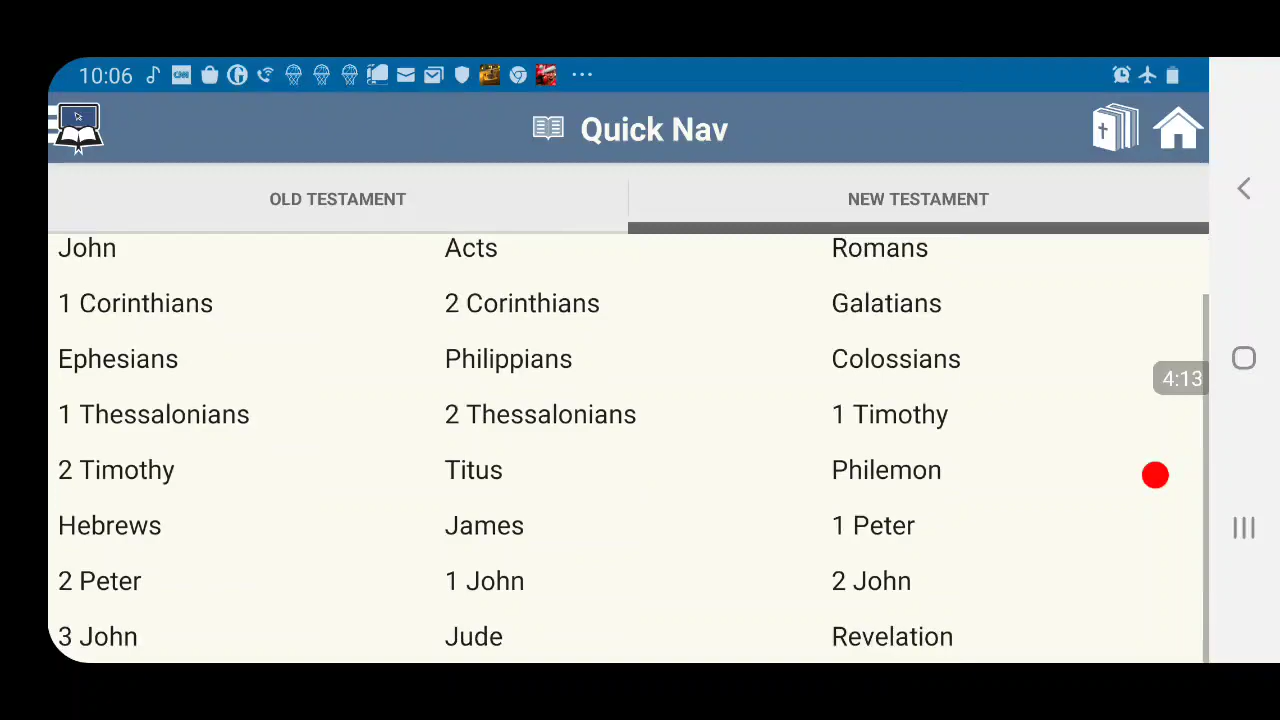 10:06
CNN
Quick Nav
OLD TESTAMENT NEW TESTAMENT
John Acts Romans
1 Corinthians 2 Corinthians Galatians
Ephesians Philippians Colossians
4:13
1 Thessalonians 2 Thessalonians 1 Timothy
2 Timothy Titus Philemon
Hebrews James 1 Peter
2 Peter 1 John 2 John
3 John Jude Revelation